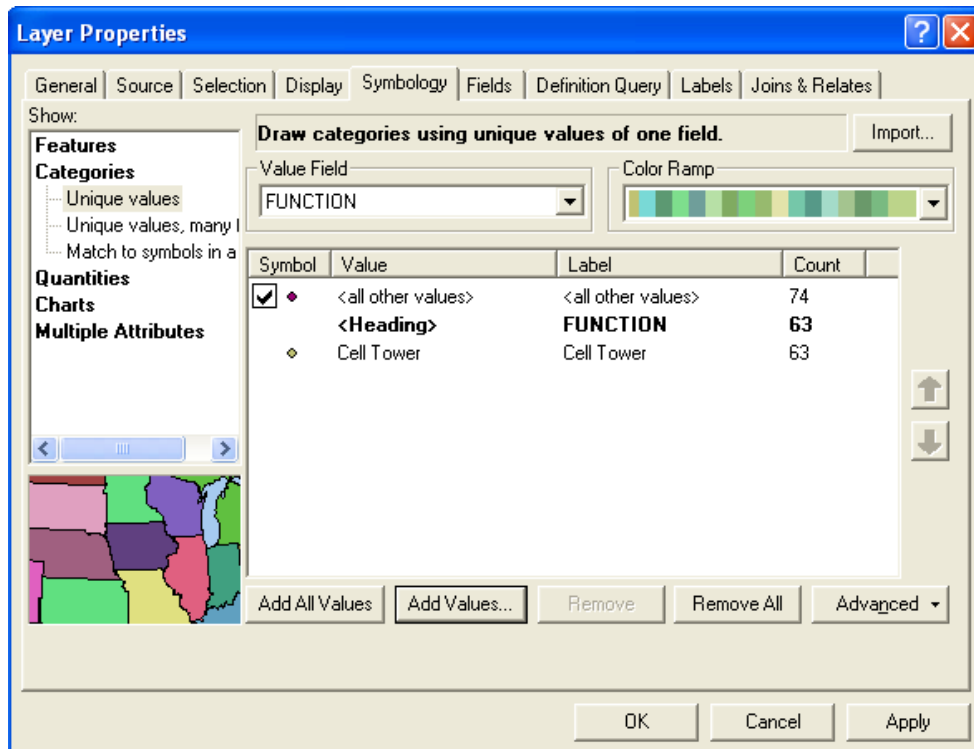 Layer Properties
General Source Selection Display Symbology Fields Definition Query Labels Joins & Relates
Show:
Features
Categories
Unique values
Unique values, many l
Match to symbols in a
Quantities
Charts
Multiple Attributes
Draw categories using unique values of one field.
Import...
Value Field
FUNCTION
Color Ramp
Symbol Value Label Count
<all other values> <all other values> 74
<Heading> FUNCTION 63
Cell Tower Cell Tower 63
Add All Values Add Values... Remove Remove All Advanced
OK Cancel Apply